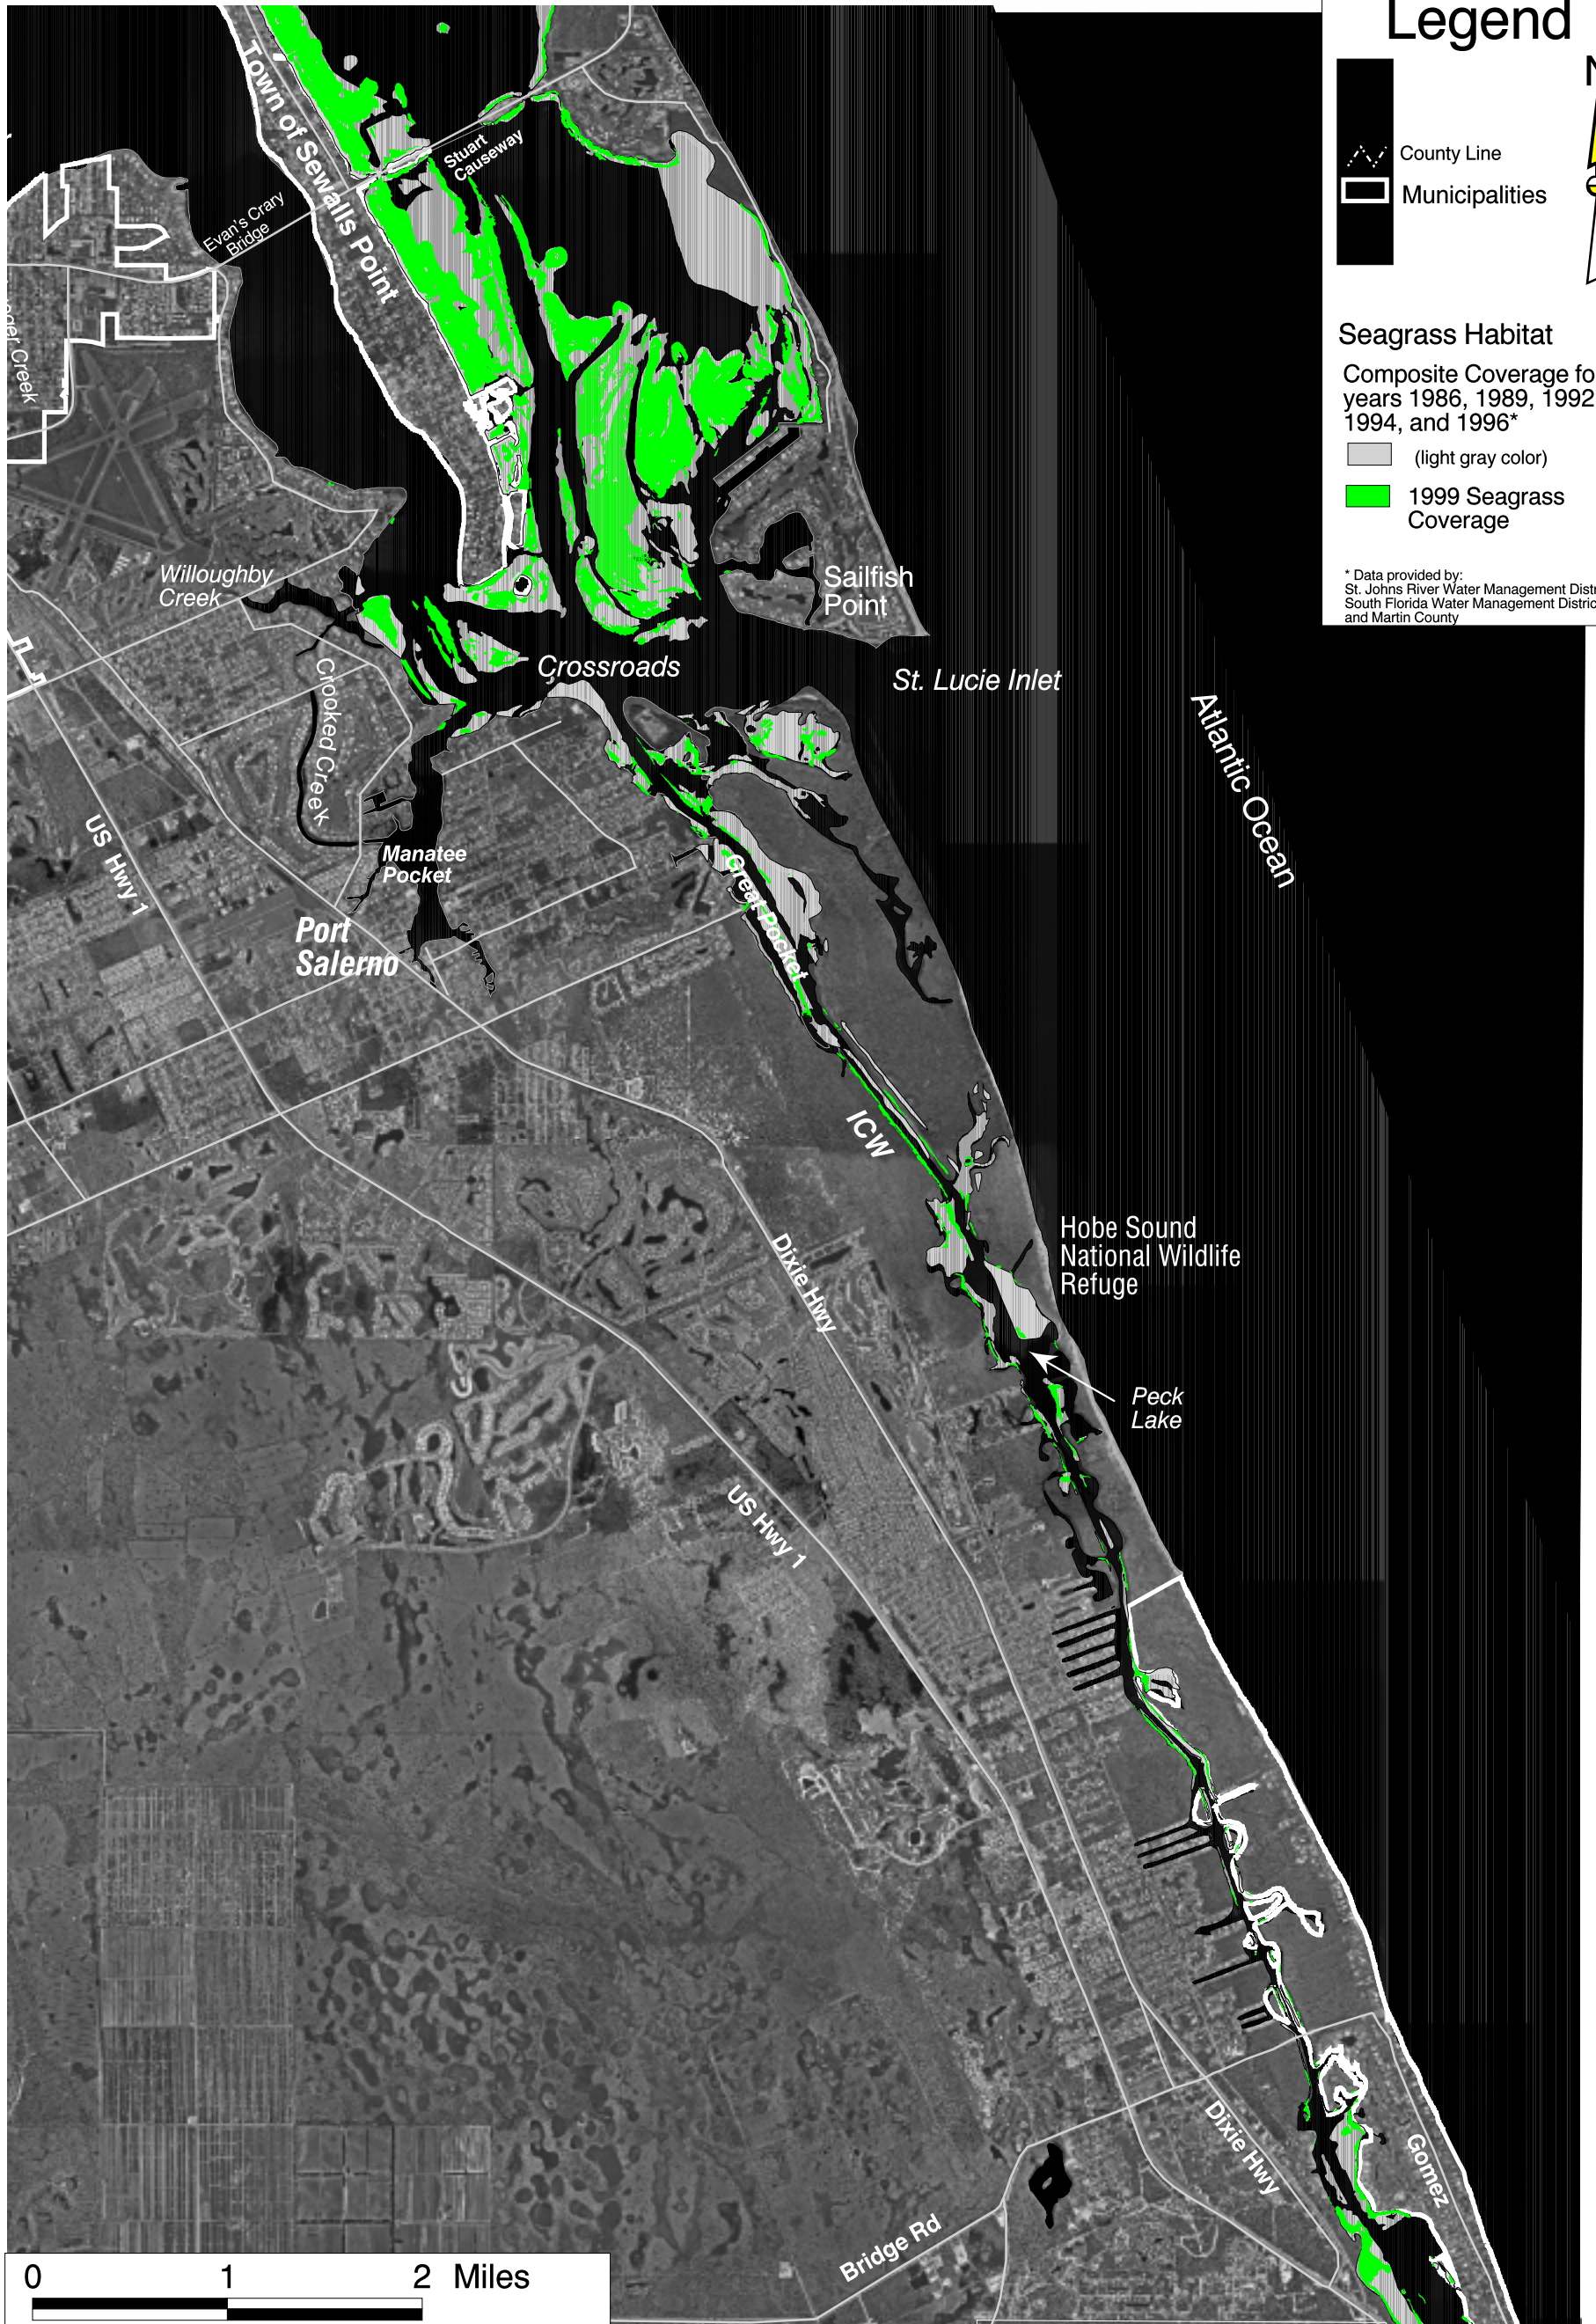 Legend
County Line
Municipalities
Seagrass Habitat
Composite Coverage fo
years 1986, 1989, 1992
1994, and 1996*
(light gray color)
1999 Seagrass
Coverage
* Data provided by:
St. Johns River Water Management Distr
South Florida Water Management Distric
and Martin County
Town of Sewalls Point
Stuart
Causeway
Evan's Crary
Bridge
Creek
Willoughby
Creek
Sailfish
Point
Crossroads
St. Lucie Inlet
Atlantic Ocean
Crooked Creek
US Hwy 1
Manatee
Pocket
Great Pocket
Port
Salerno
ICW
Hobe Sound
National Wildlife
Refuge
Dixie Hwy
Peck
Lake
US Hwy 1
Dixie Hwy
Gomez
Bridge Rd
0 1 2 Miles